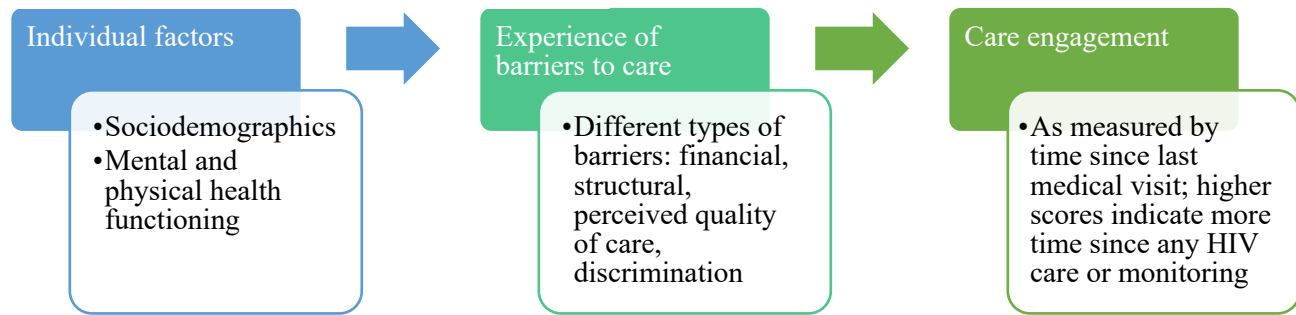 Individual factors
•Sociodemographics
•Mental and
physical health
functioning
Experience of
barriers to care
•Different types of
barriers: financial,
structural,
perceived quality
of care,
discrimination
Care engagement
•As measured by
time since last
medical visit; higher
scores indicate more
time since any HIV
care or monitoring